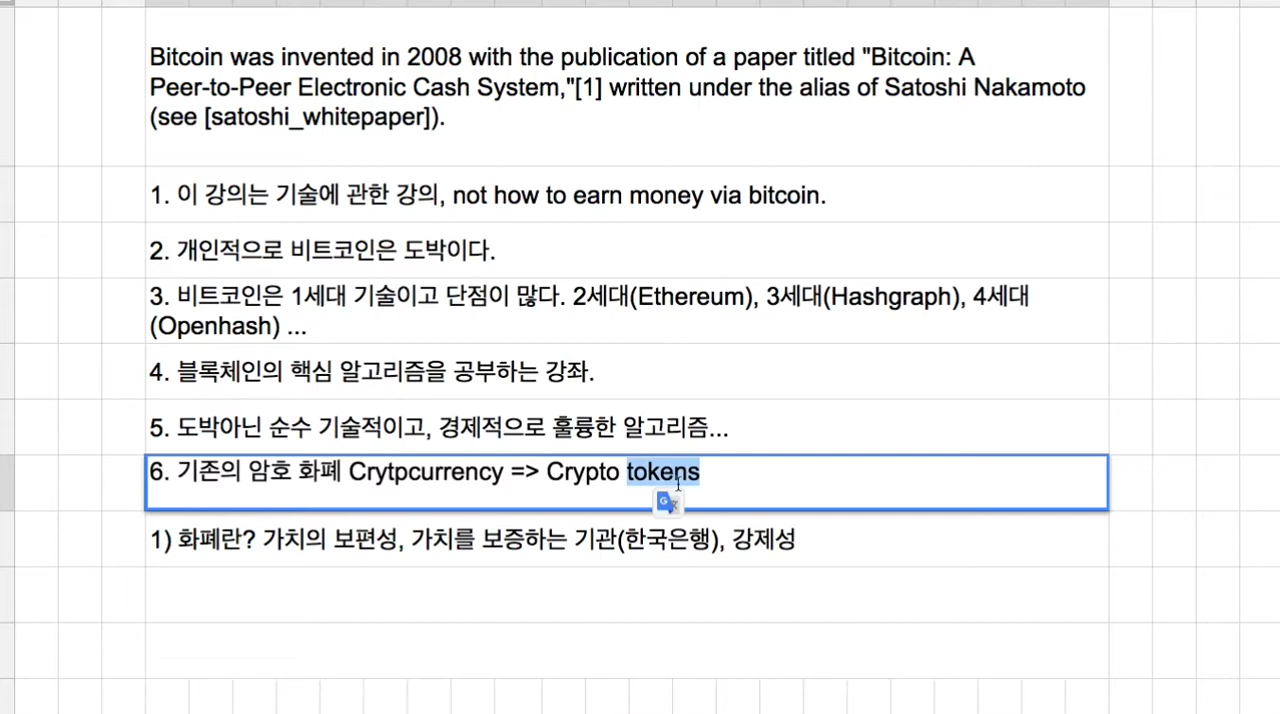 Bitcoin was invented in 2008 with the publication of a paper titled "Bitcoin: A
Peer-to-Peer Electronic Cash System,"[1] written under the alias of Satoshi Nakamoto
(see [satoshi_whitepaper]).
1. 이 강의는 기술에 관한 강의, not how to earn money via bitcoin.
2. 개인적으로 비트코인은 도박이다.
3. 비트코인은 1세대 기술이고 단점이 많다. 2세대(Ethereum), 3세대(Hashgraph), 4세대
(Openhash) ...
4. 블록체인의 핵심 알고리즘을 공부하는 강좌.
5. 도박아닌 순수 기술적이고, 경제적으로 훌륭한 알고리즘...
6. 기존의 암호 화폐 Crytpcurrency => Crypto tokens
1) 화폐란? 가치의 보편성, 가치를 보증하는 기관(한국은행), 강제성